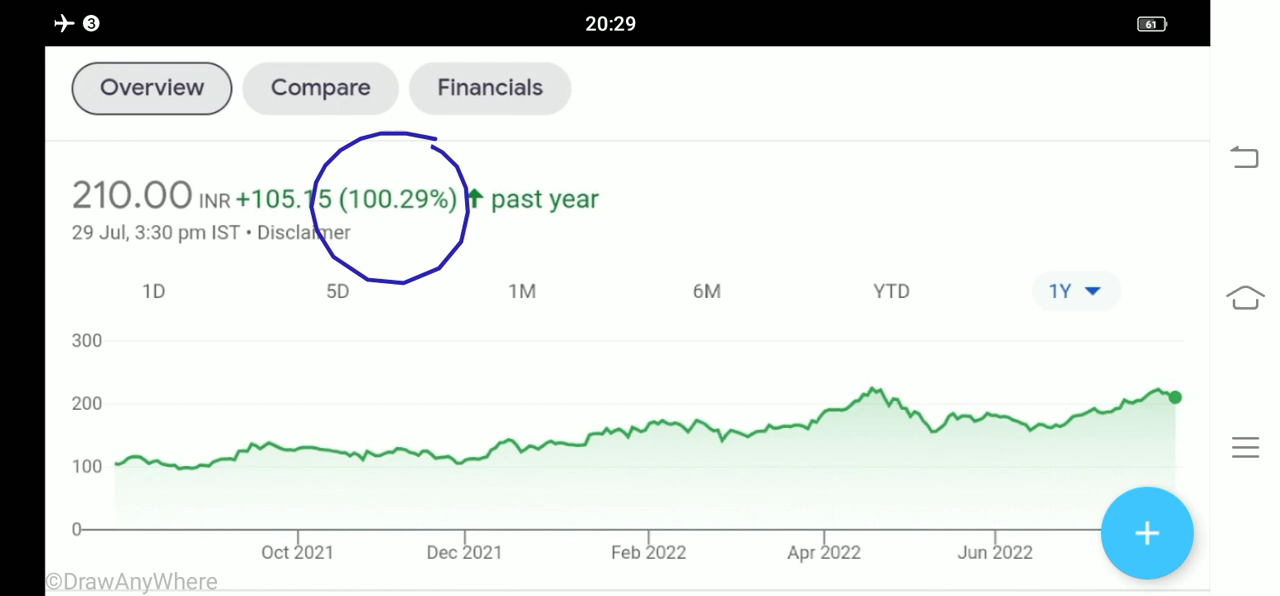 3 20:29 61
Overview Compare Financials
210.00 INR +105.15 (100.29%) ↑ past year
29 Jul, 3:30 pm IST • Disclaimer
1D 5D 1M 6M YTD 1Y
300
200
100
0
Oct 2021 Dec 2021 Feb 2022 Apr 2022 Jun 2022
©DrawAnyWhere